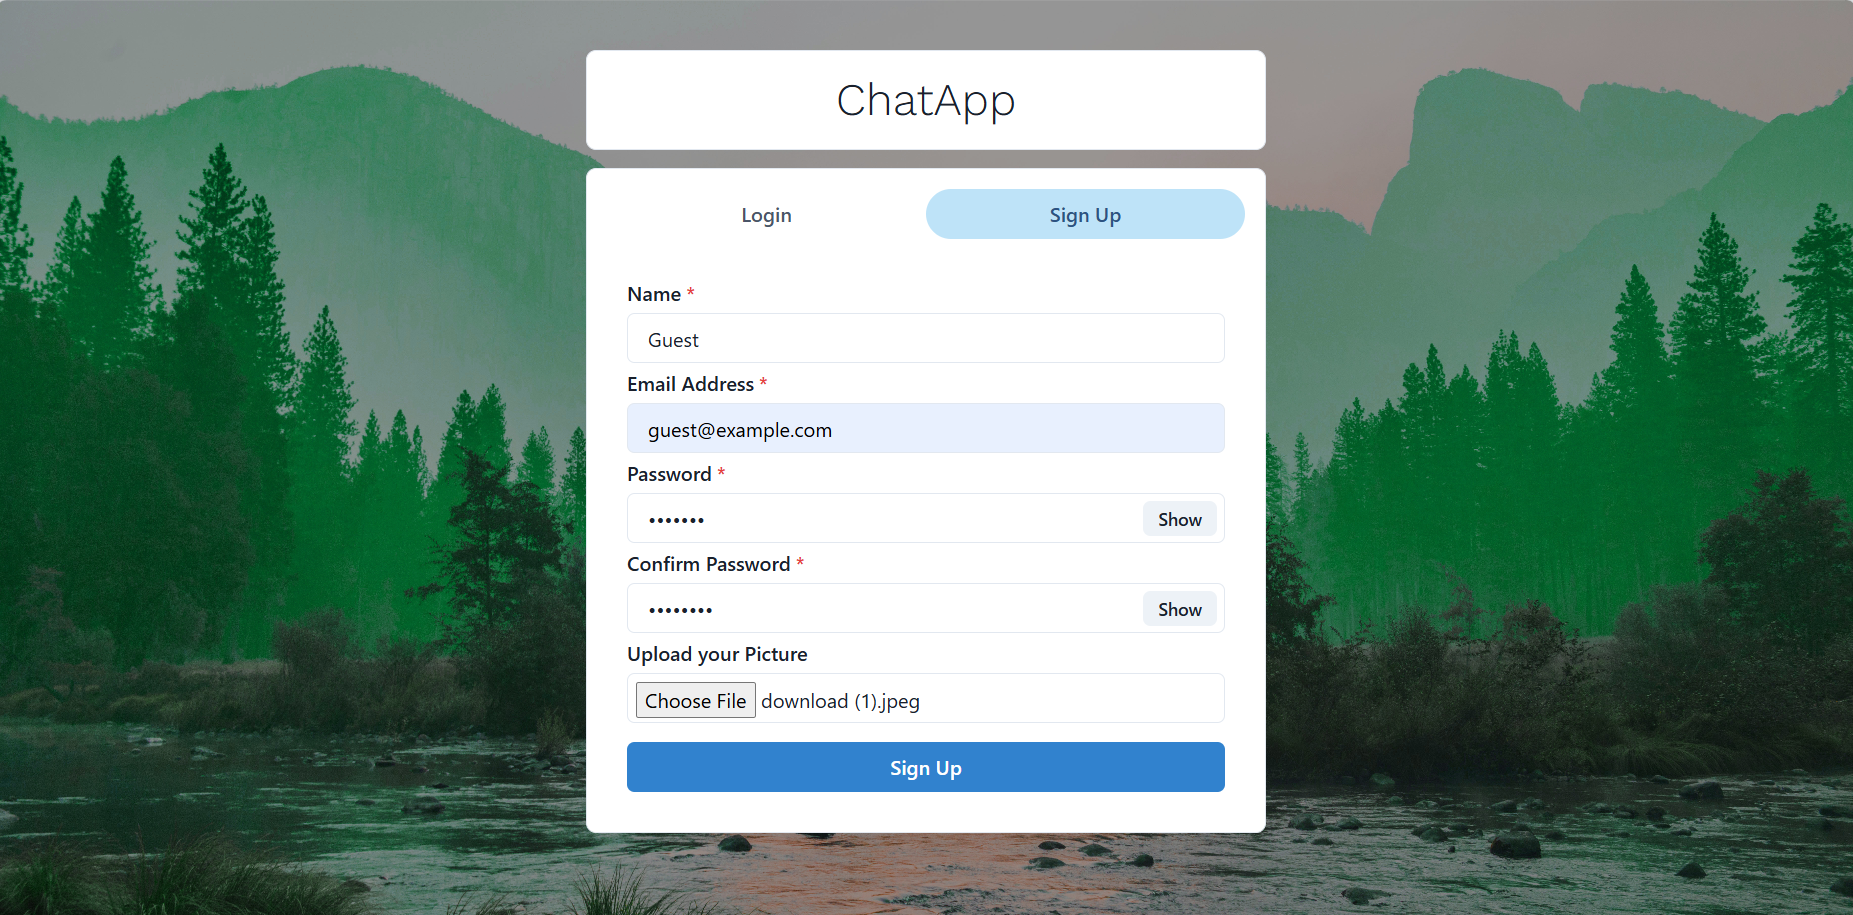 ChatApp
Login
Sign Up
Name *
Guest
Email Address *
guest@example.com
Password *
•••••••
Show
Confirm Password *
••••••••
Show
Upload your Picture
Choose File download (1).jpeg
Sign Up